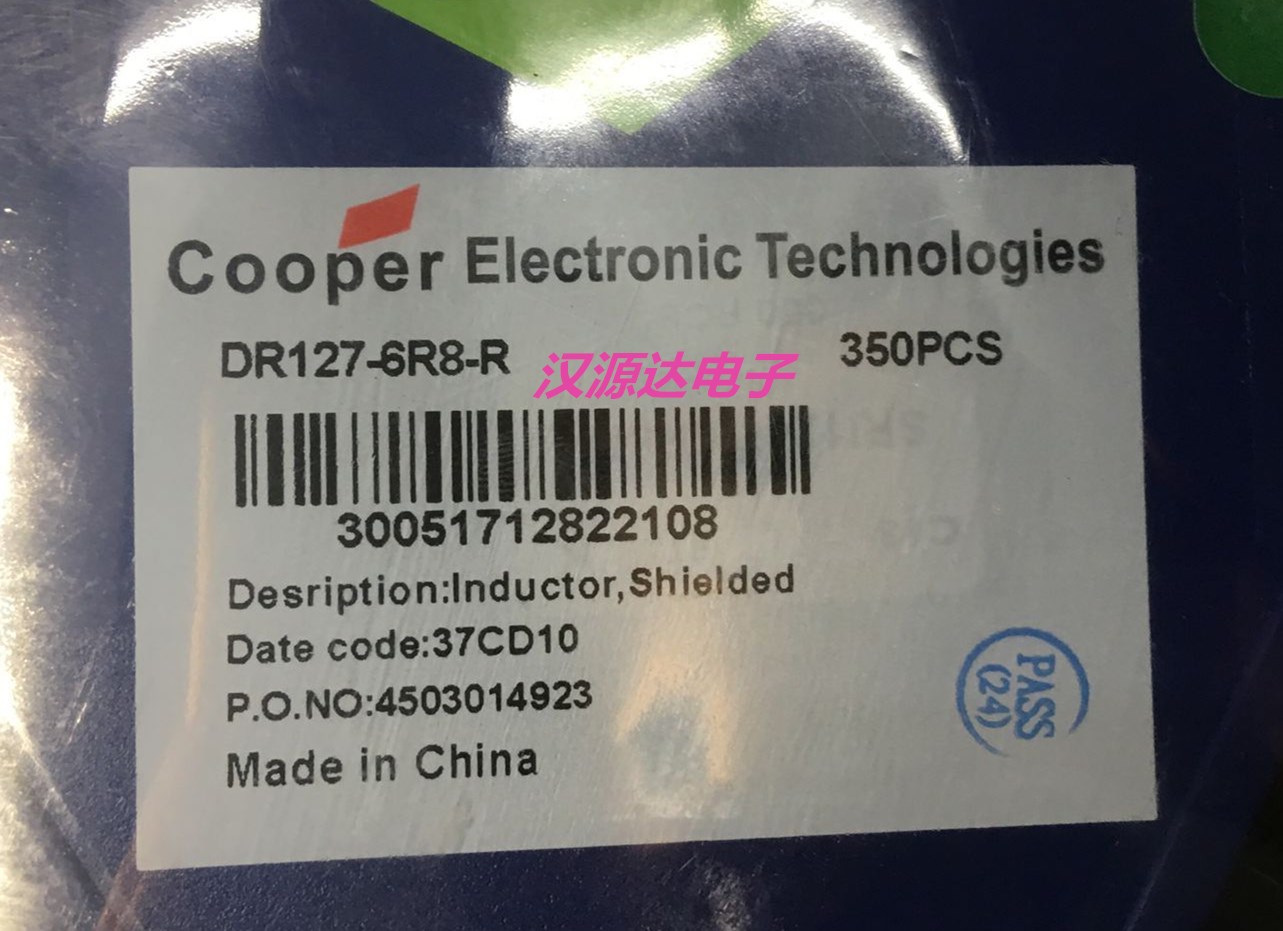 Cooper Electronic Technologies
DR127-6R8-R 汉源达电子 350PCS
30051712822108
Desription:Inductor,Shielded
Date code:37CD10
P.O.NO:4503014923
Made in China
PASS
(24)